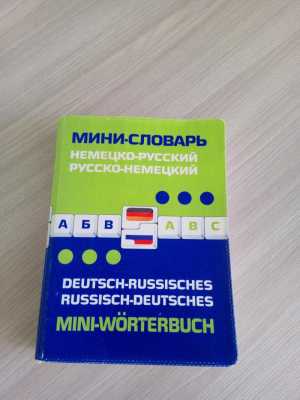 МИНИ-СЛОВАРЬ
НЕМЕЦКО-РУССКИЙ
РУССКО-НЕМЕЦКИЙ
А Б В A B C
DEUTSCH-RUSSISCHES
RUSSISCH-DEUTSCHES
MINI-WÖRTERBUCH